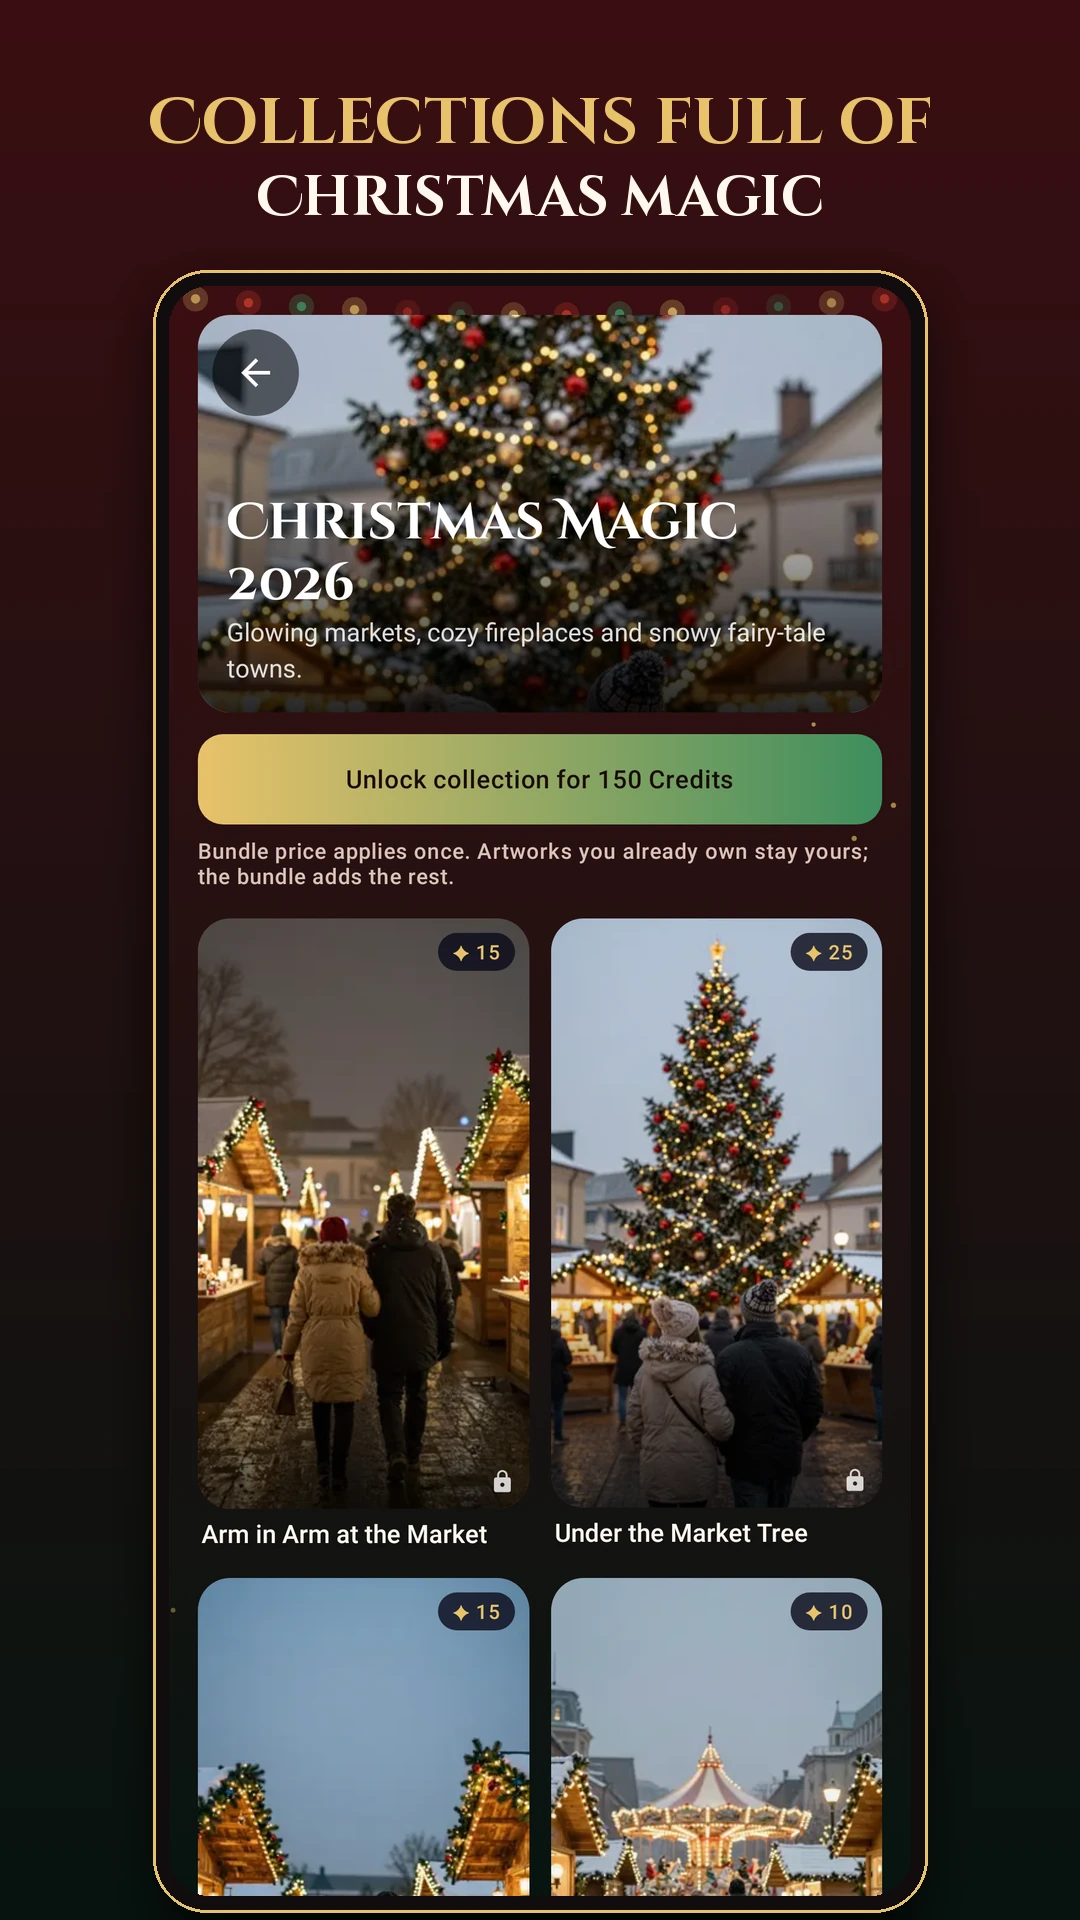 Collections full of
Christmas magic
Christmas Magic
2026
Glowing markets, cozy fireplaces and snowy fairy-tale
towns.
Unlock collection for 150 Credits
Bundle price applies once. Artworks you already own stay yours;
the bundle adds the rest.
15
25
Arm in Arm at the Market
Under the Market Tree
15
10